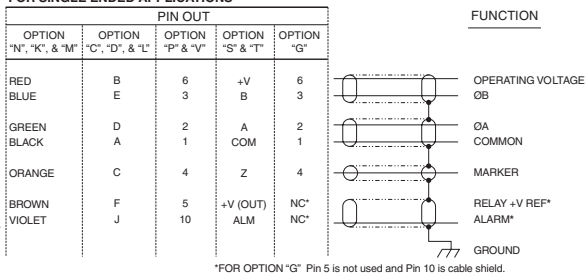 FOR SINGLE ENDED APPLICATIONS
PIN OUT FUNCTION
OPTION OPTION OPTION OPTION OPTION
“N”, “K”, & “M” “C”, “D”, & “L” “P” & “V” “S” & “T” “G”
RED B 6 +V 6 OPERATING VOLTAGE
BLUE E 3 B 3 ØB
GREEN D 2 A 2 ØA
BLACK A 1 COM 1 COMMON
ORANGE C 4 Z 4 MARKER
BROWN F 5 +V (OUT) NC* RELAY +V REF*
VIOLET J 10 ALM NC* ALARM*
GROUND
*FOR OPTION “G” Pin 5 is not used and Pin 10 is cable shield.